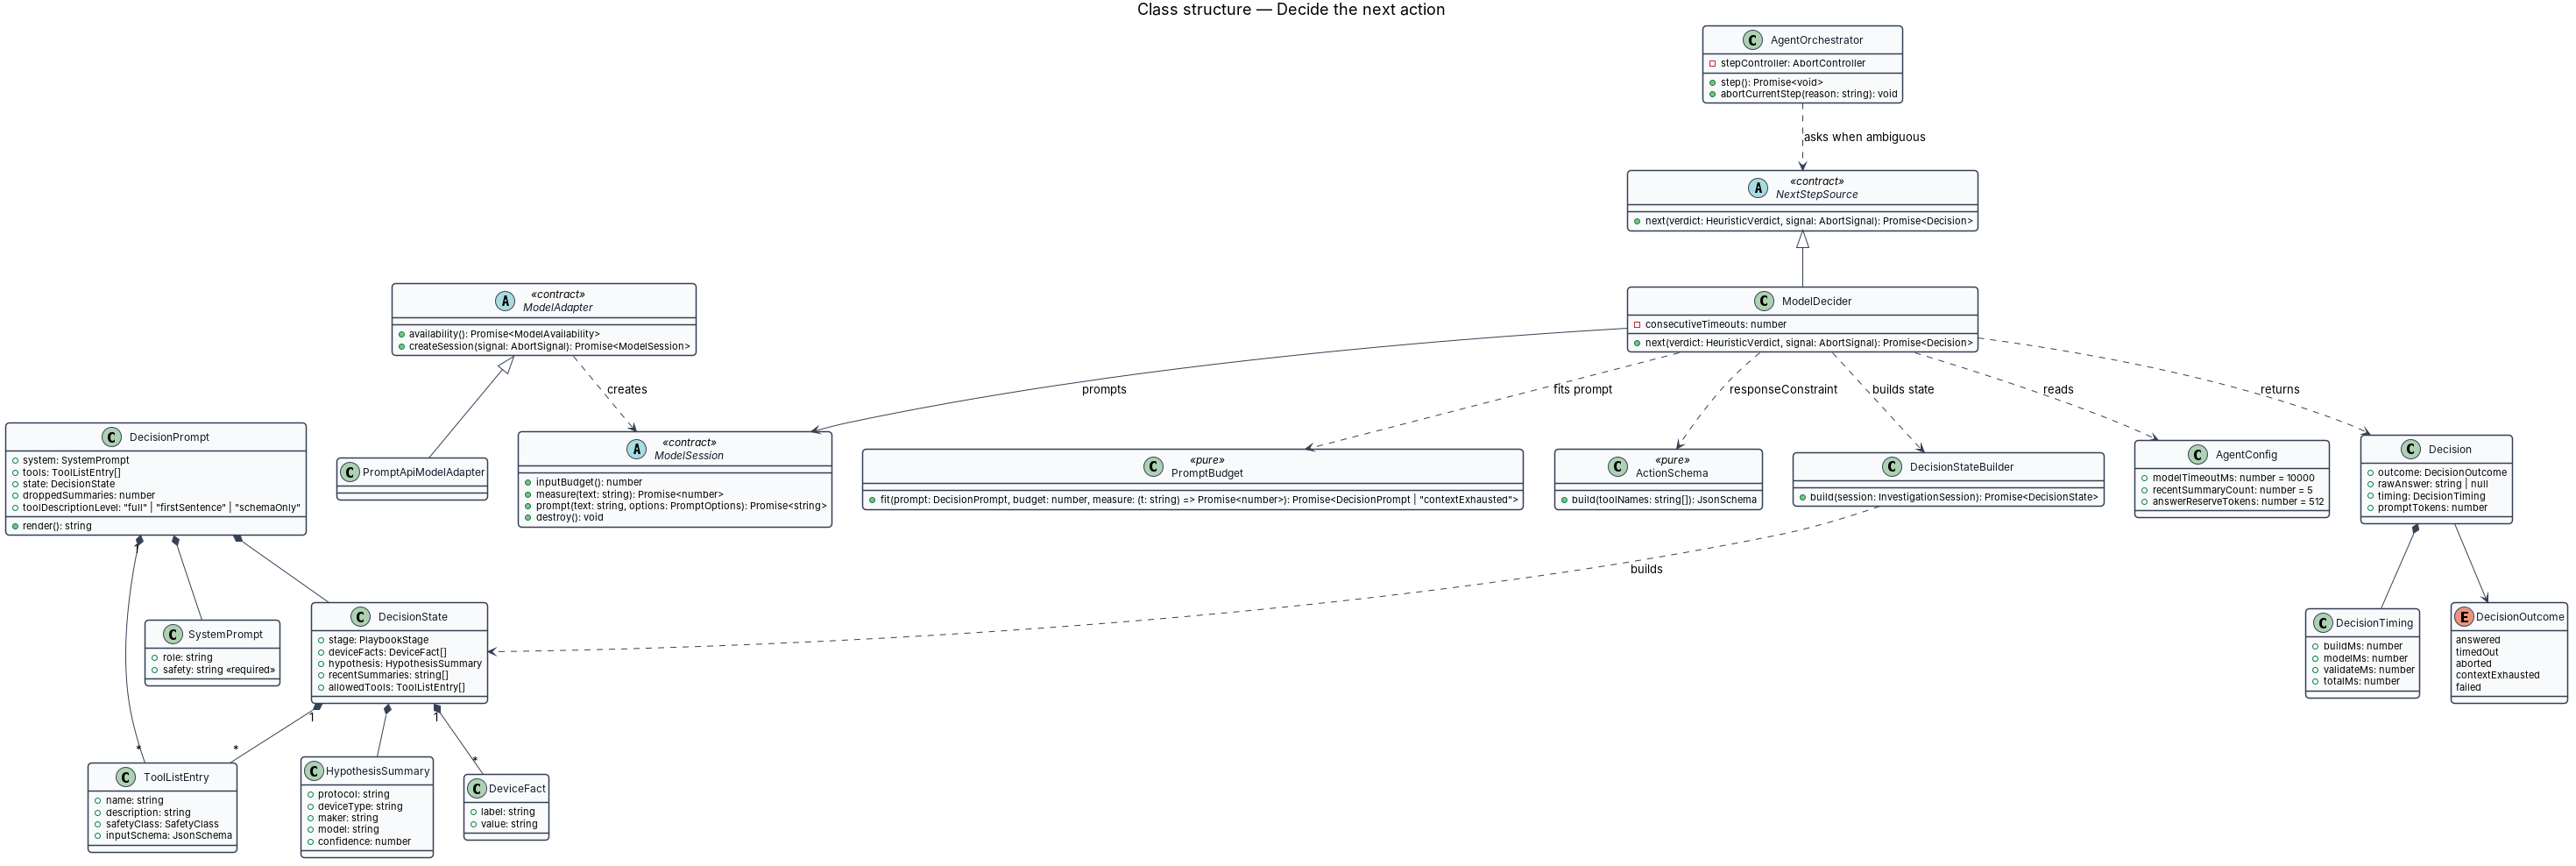 Class structure — Decide the next action
C AgentOrchestrator
stepController: AbortController
step(): Promise<void>
abortCurrentStep(reason: string): void
asks when ambiguous
A «contract»
NextStepSource
next(verdict: HeuristicVerdict, signal: AbortSignal): Promise<Decision>
A «contract»
ModelAdapter
availability(): Promise<ModelAvailability>
createSession(signal: AbortSignal): Promise<ModelSession>
C ModelDecider
consecutiveTimeouts: number
next(verdict: HeuristicVerdict, signal: AbortSignal): Promise<Decision>
creates
prompts
fits prompt
responseConstraint
builds state
reads
returns
C DecisionPrompt
system: SystemPrompt
tools: ToolListEntry[]
state: DecisionState
droppedSummaries: number
toolDescriptionLevel: "full" | "firstSentence" | "schemaOnly"
render(): string
C PromptApiModelAdapter
A «contract»
ModelSession
inputBudget(): number
measure(text: string): Promise<number>
prompt(text: string, options: PromptOptions): Promise<string>
destroy(): void
C «pure»
PromptBudget
fit(prompt: DecisionPrompt, budget: number, measure: (t: string) => Promise<number>): Promise<DecisionPrompt | "contextExhausted">
C «pure»
ActionSchema
build(toolNames: string[]): JsonSchema
C DecisionStateBuilder
build(session: InvestigationSession): Promise<DecisionState>
C AgentConfig
modelTimeoutMs: number = 10000
recentSummaryCount: number = 5
answerReserveTokens: number = 512
C Decision
outcome: DecisionOutcome
rawAnswer: string | null
timing: DecisionTiming
promptTokens: number
1
builds
C SystemPrompt
role: string
safety: string «required»
C DecisionState
stage: PlaybookStage
deviceFacts: DeviceFact[]
hypothesis: HypothesisSummary
recentSummaries: string[]
allowedTools: ToolListEntry[]
C DecisionTiming
buildMs: number
modelMs: number
validateMs: number
totalMs: number
E DecisionOutcome
answered
timedOut
aborted
contextExhausted
failed
1
1
*
*
*
C ToolListEntry
name: string
description: string
safetyClass: SafetyClass
inputSchema: JsonSchema
C HypothesisSummary
protocol: string
deviceType: string
maker: string
model: string
confidence: number
C DeviceFact
label: string
value: string